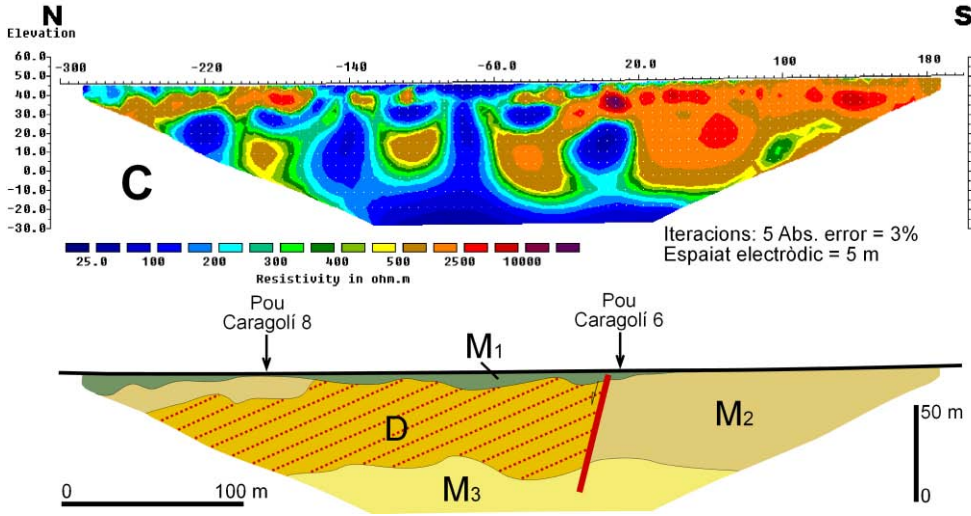 N S
Elevation
60.0
50.0
40.0
30.0
20.0
10.0
0.0
-10.0
-20.0
-30.0
-300 -220 -140 -60.0 20.0 100 180
C
25.0 100 200 300 400 500 2500 10000
Resistivity in ohm.m
Iteracions: 5 Abs. error = 3%
Espaiat electròdic = 5 m
Pou
Caragolí 8
Pou
Caragolí 6
M1
D
M2
M3
0 100 m
50 m
0